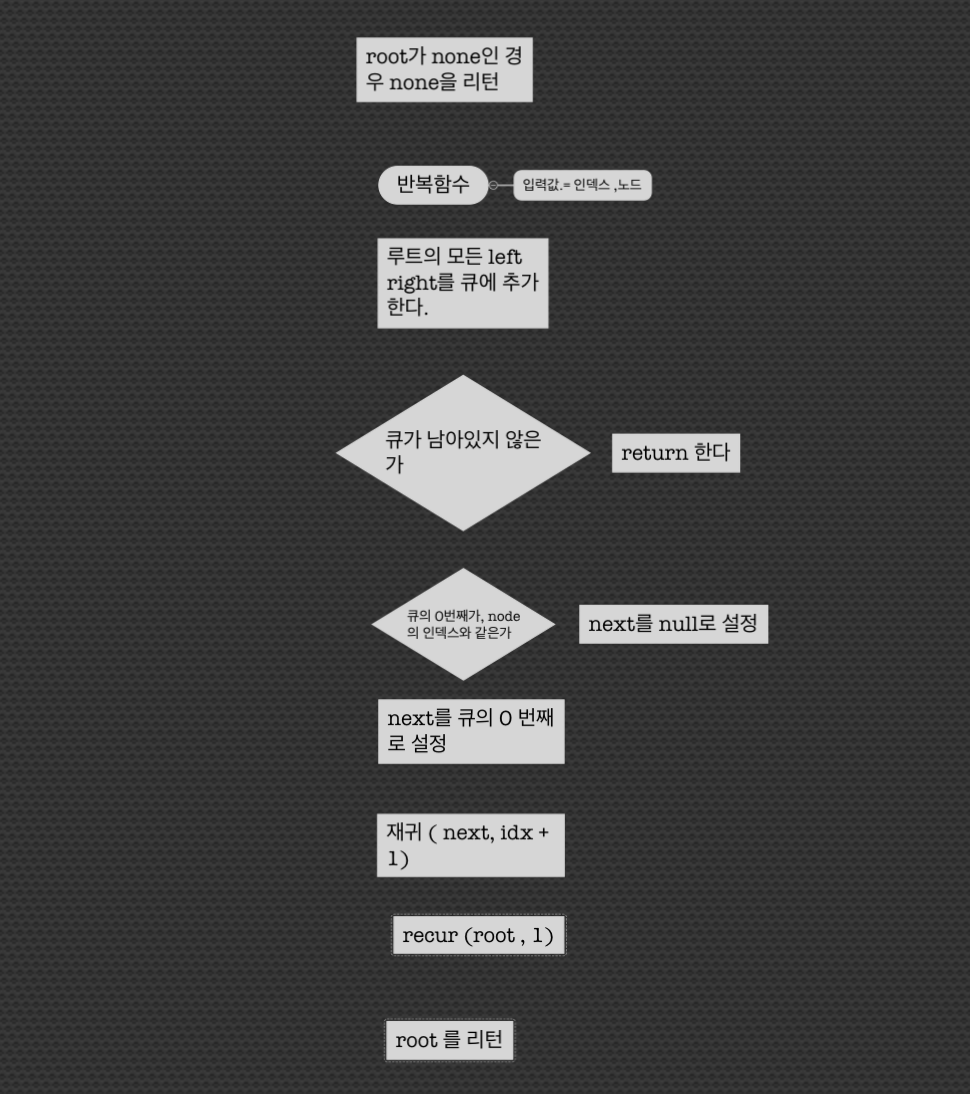 root가 none인 경
우 none을 리턴
반복함수
입력값.= 인덱스 ,노드
루트의 모든 left
right를 큐에 추가
한다.
큐가 남아있지 않은
가
return 한다
큐의 0번째가, node
의 인덱스와 같은가
next를 null로 설정
next를 큐의 0 번째
로 설정
재귀 ( next, idx +
1)
recur (root , 1)
root 를 리턴